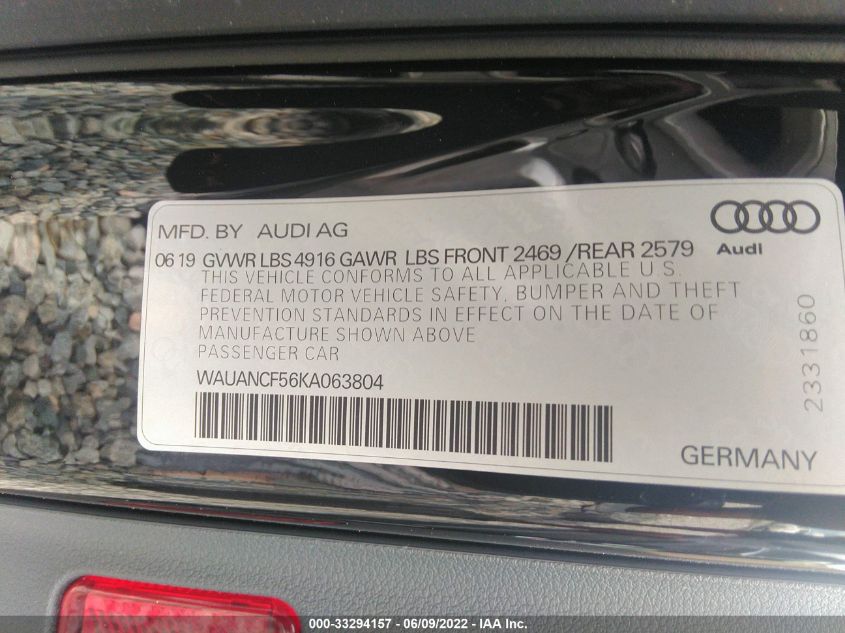 MFD. BY AUDI AG
Audi
06 19 GVWR LBS 4916 GAWR LBS FRONT 2469 /REAR 2579
THIS VEHICLE CONFORMS TO ALL APPLICABLE U.S.
FEDERAL MOTOR VEHICLE SAFETY, BUMPER AND THEFT
PREVENTION STANDARDS IN EFFECT ON THE DATE OF
MANUFACTURE SHOWN ABOVE
PASSENGER CAR
WAUANCF56KA063804
2331860
GERMANY
000-33294157 - 06/09/2022 - IAA Inc.